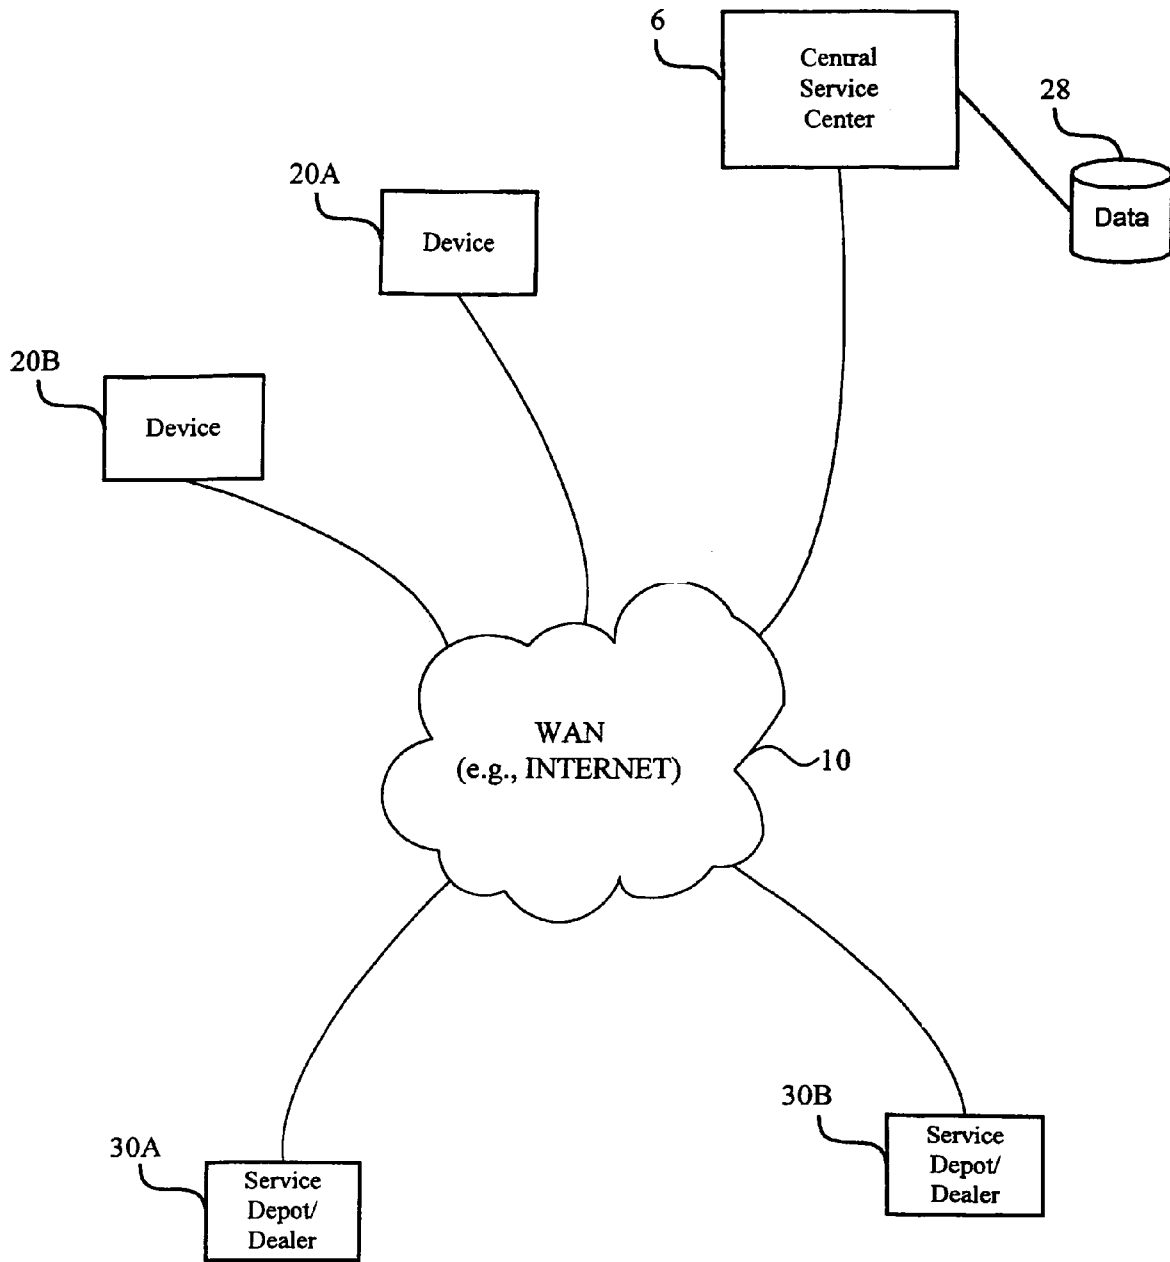 6
Central
Service
Center
28
Data
20A
Device
20B
Device
WAN
(e.g., INTERNET)
10
30B
Service
Depot/
Dealer
30A
Service
Depot/
Dealer